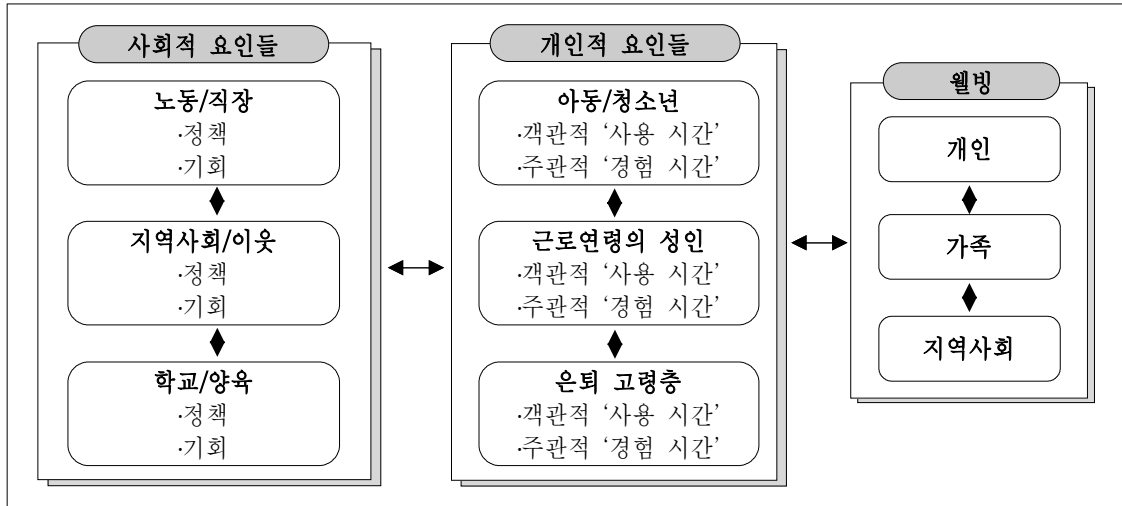 사회적 요인들
노동/직장
·정책
·기회
지역사회/이웃
·정책
·기회
학교/양육
·정책
·기회
개인적 요인들
아동/청소년
·객관적 ‘사용 시간’
·주관적 ‘경험 시간’
근로연령의 성인
·객관적 ‘사용 시간’
·주관적 ‘경험 시간’
은퇴 고령층
·객관적 ‘사용 시간’
·주관적 ‘경험 시간’
웰빙
개인
가족
지역사회